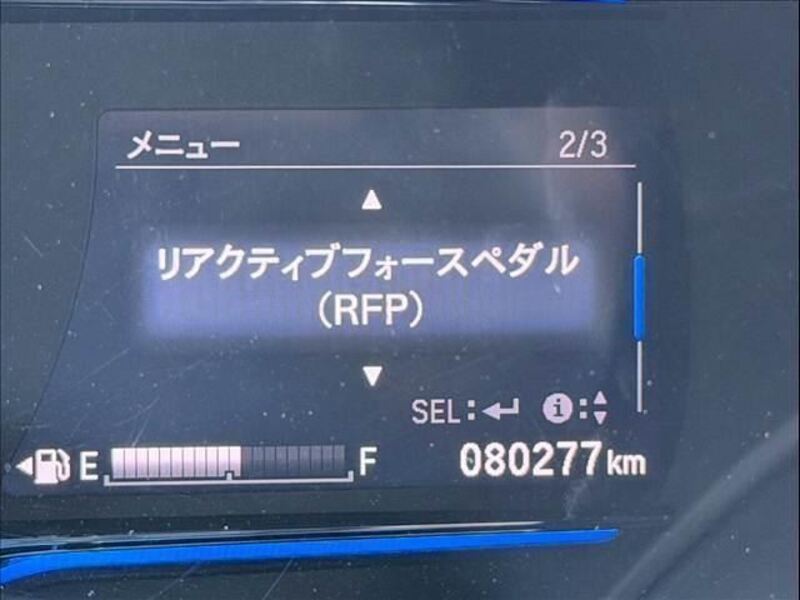 メニュー 2/3
▲
リアクティブフォースペダル
(RFP)
▼
SEL:↵ i:
E F 080277km